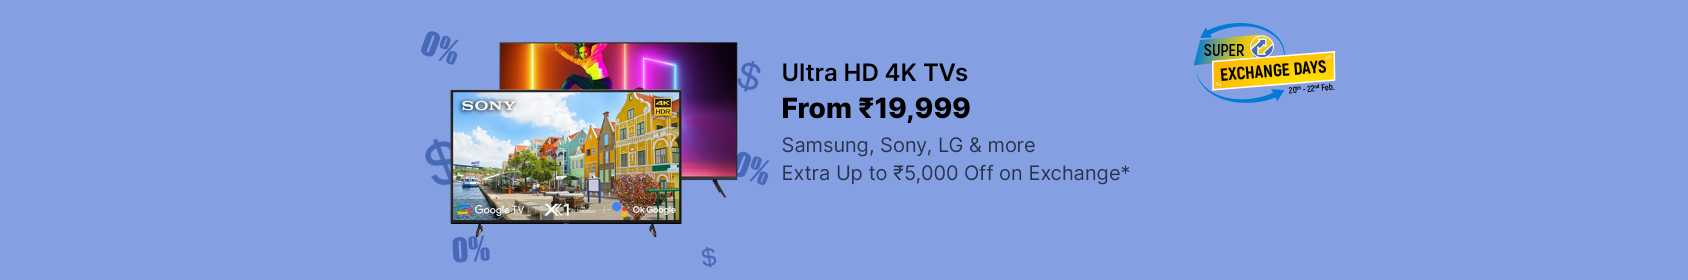 0%
$
SUPER
EXCHANGE DAYS
20th - 22nd Feb.
Ultra HD 4K TVs
From ₹19,999
Samsung, Sony, LG & more
Extra Up to ₹5,000 Off on Exchange*
SONY
4K
HDR
$
0%
Google TV
X1
Ok Google
0%
$